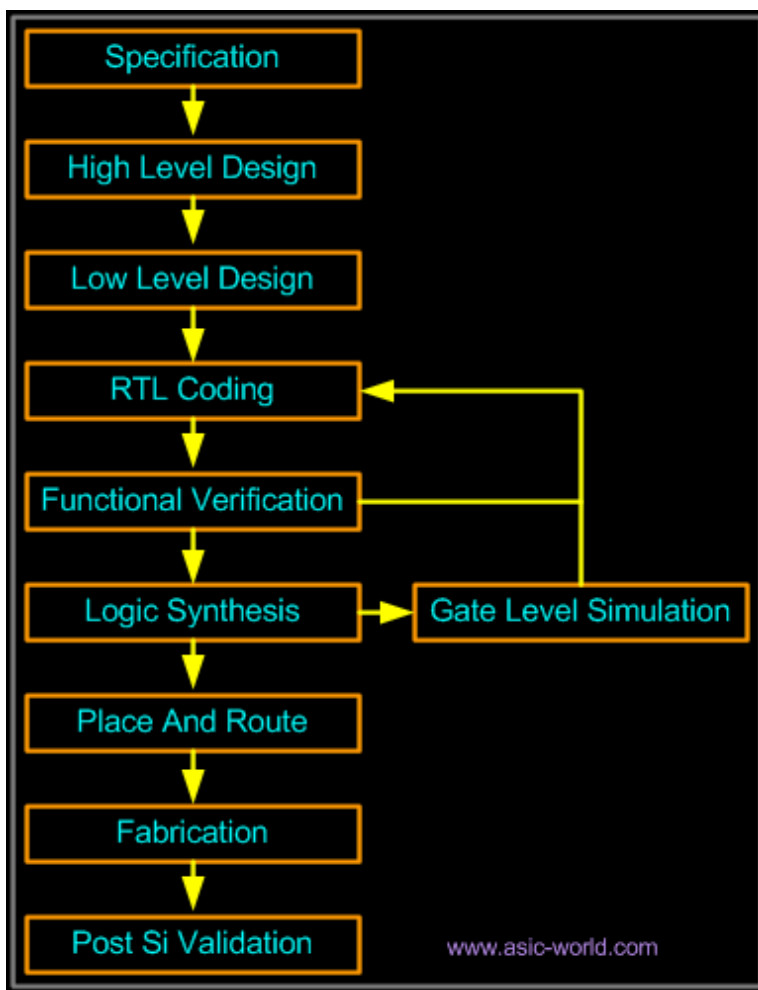 Specification
High Level Design
Low Level Design
RTL Coding
Functional Verification
Logic Synthesis
Gate Level Simulation
Place And Route
Fabrication
Post Si Validation
www.asic-world.com